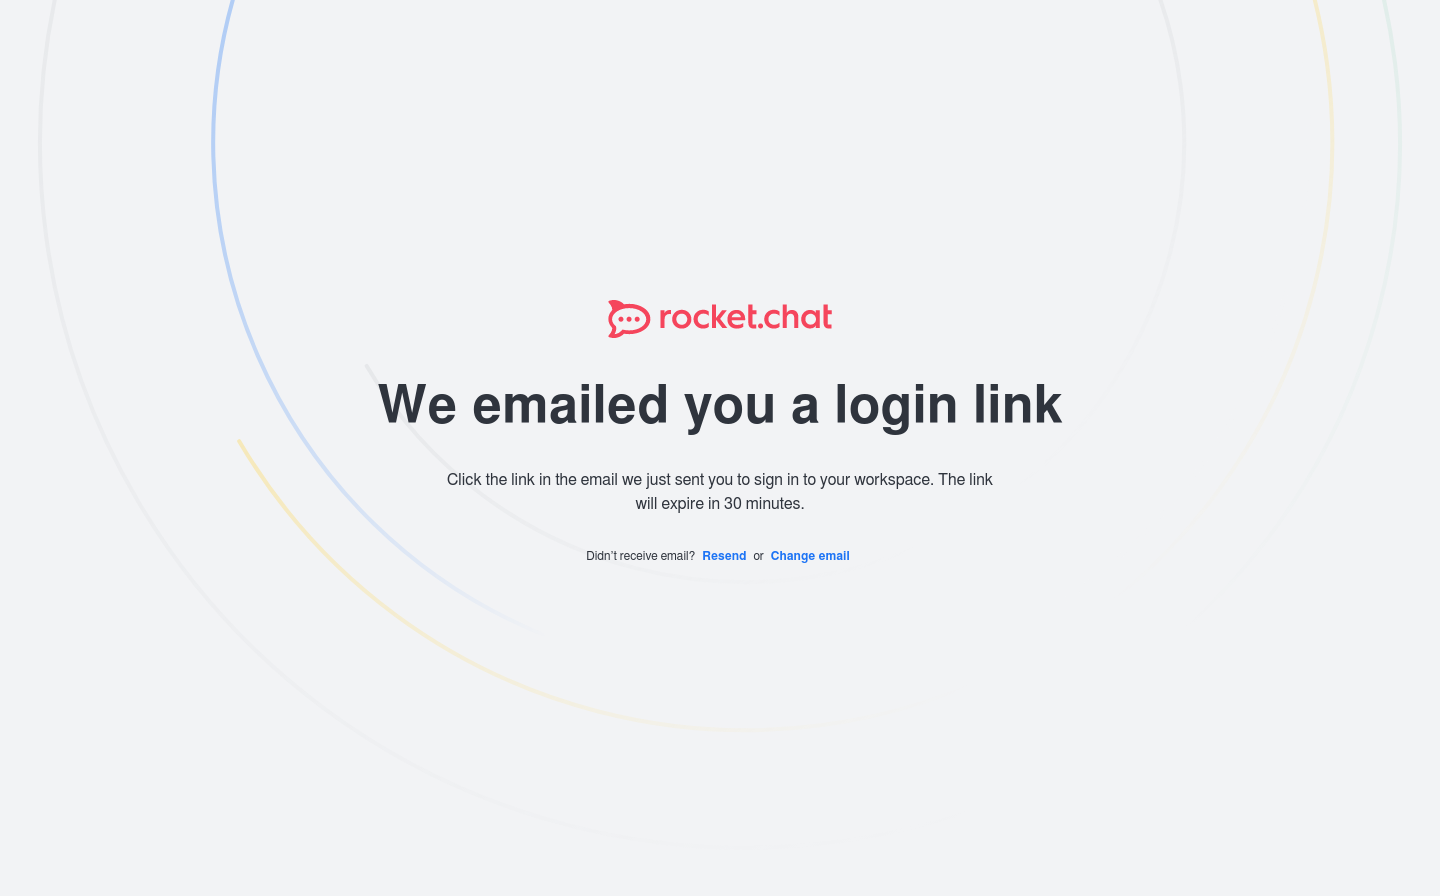 rocket.chat
We emailed you a login link
Click the link in the email we just sent you to sign in to your workspace. The link
will expire in 30 minutes.
Didn't receive email? Resend or Change email